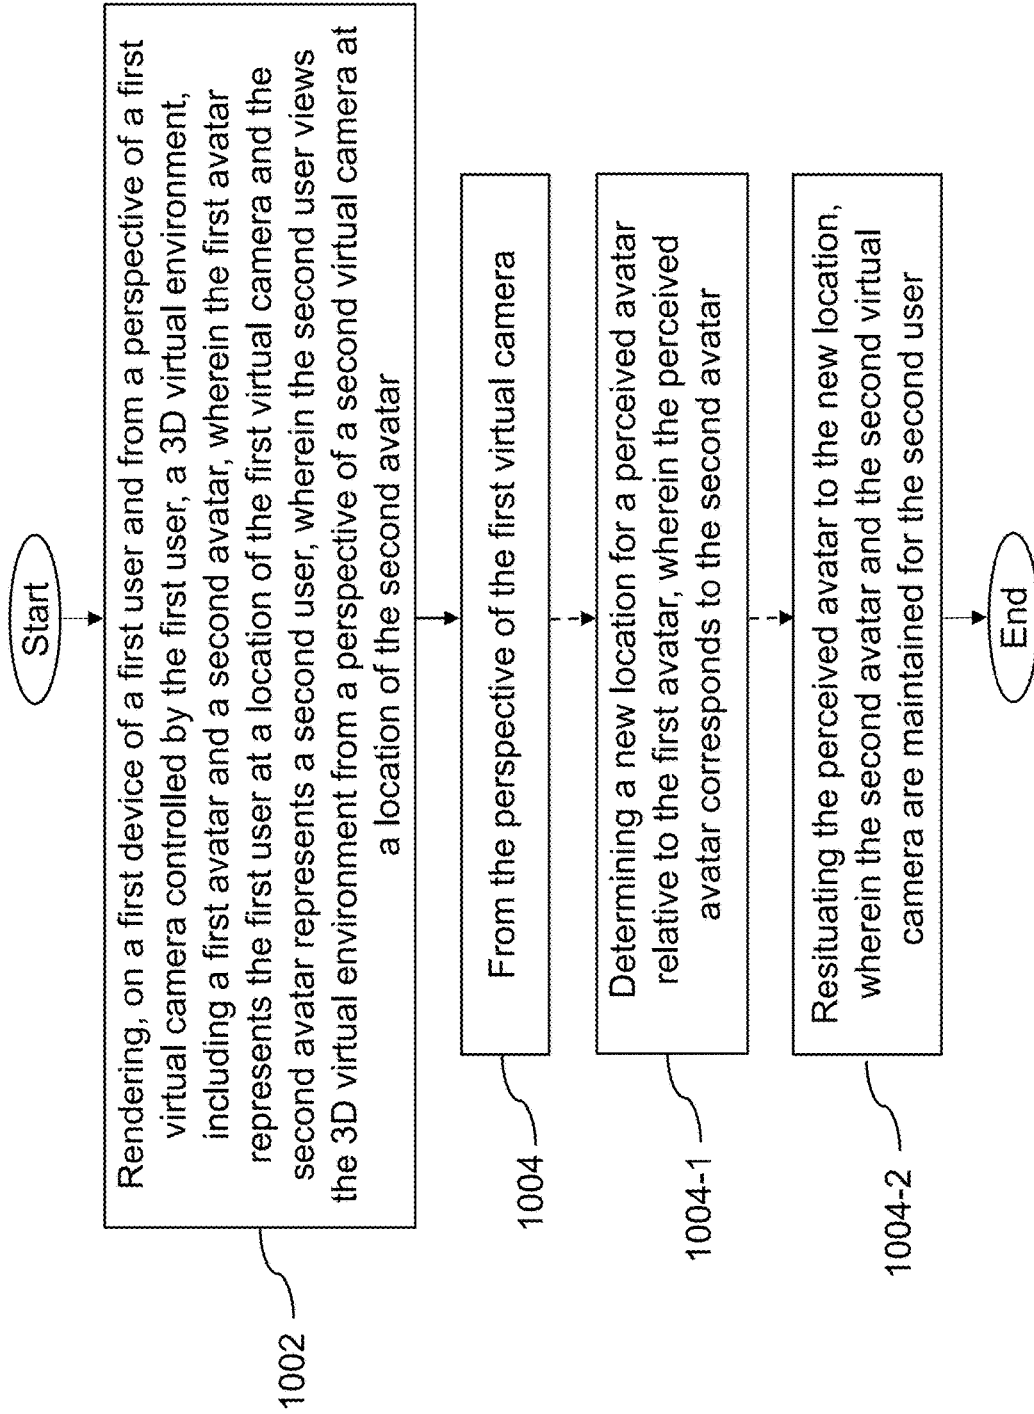 Start
Rendering, on a first device of a first user and from a perspective of a first
virtual camera controlled by the first user, a 3D virtual environment,
including a first avatar and a second avatar, wherein the first avatar
represents the first user at a location of the first virtual camera and the
second avatar represents a second user, wherein the second user views
the 3D virtual environment from a perspective of a second virtual camera at
a location of the second avatar
1002
From the perspective of the first virtual camera
1004
Determining a new location for a perceived avatar
relative to the first avatar, wherein the perceived
avatar corresponds to the second avatar
1004-1
Resituating the perceived avatar to the new location,
wherein the second avatar and the second virtual
camera are maintained for the second user
1004-2
End